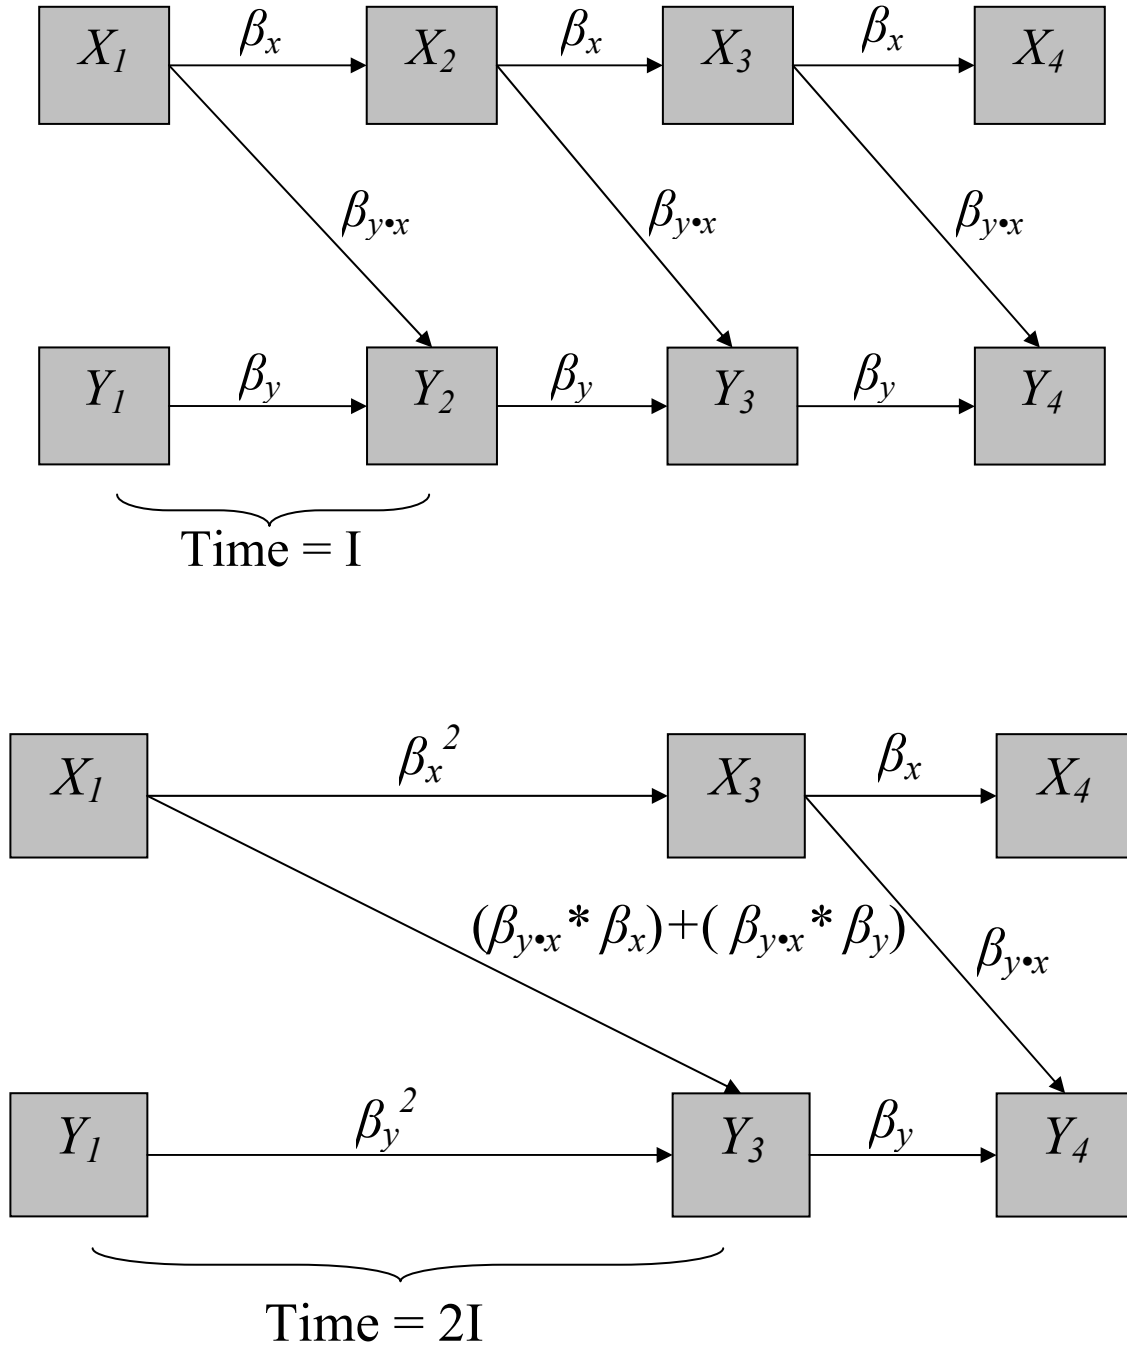 βx βx βx
X1 X2 X3 X4
βy•x βy•x βy•x
βy βy βy
Y1 Y2 Y3 Y4
Time = I
βx² βx
X1 X3 X4
(βy•x* βx)+( βy•x* βy)
βy•x
βy² βy
Y1 Y3 Y4
Time = 2I